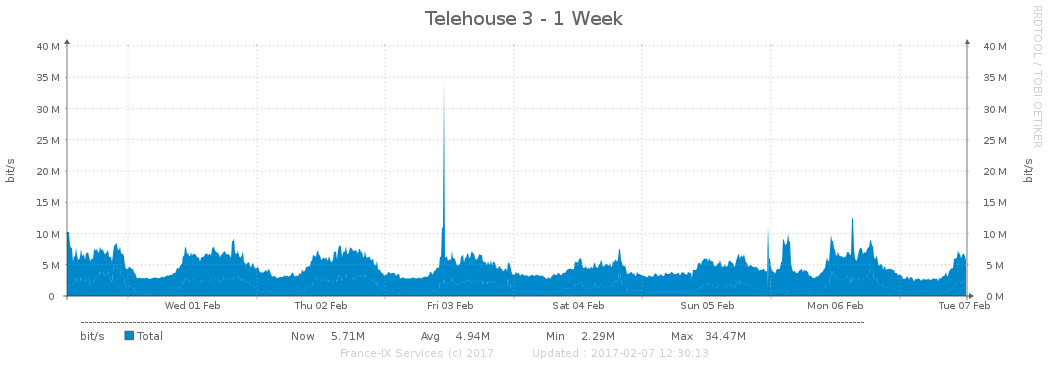 Telehouse 3 - 1 Week
RRDTOOL / TOBI OETIKER
40 M 40 M
35 M 35 M
30 M 30 M
25 M 25 M
20 M 20 M
15 M 15 M
10 M 10 M
5 M 5 M
0 0 M
bit/s bit/s
Wed 01 Feb Thu 02 Feb Fri 03 Feb Sat 04 Feb Sun 05 Feb Mon 06 Feb Tue 07 Feb
bit/s Total Now 5.71M Avg 4.94M Min 2.29M Max 34.47M
France-IX Services (c) 2017 Updated : 2017-02-07 12:30:13